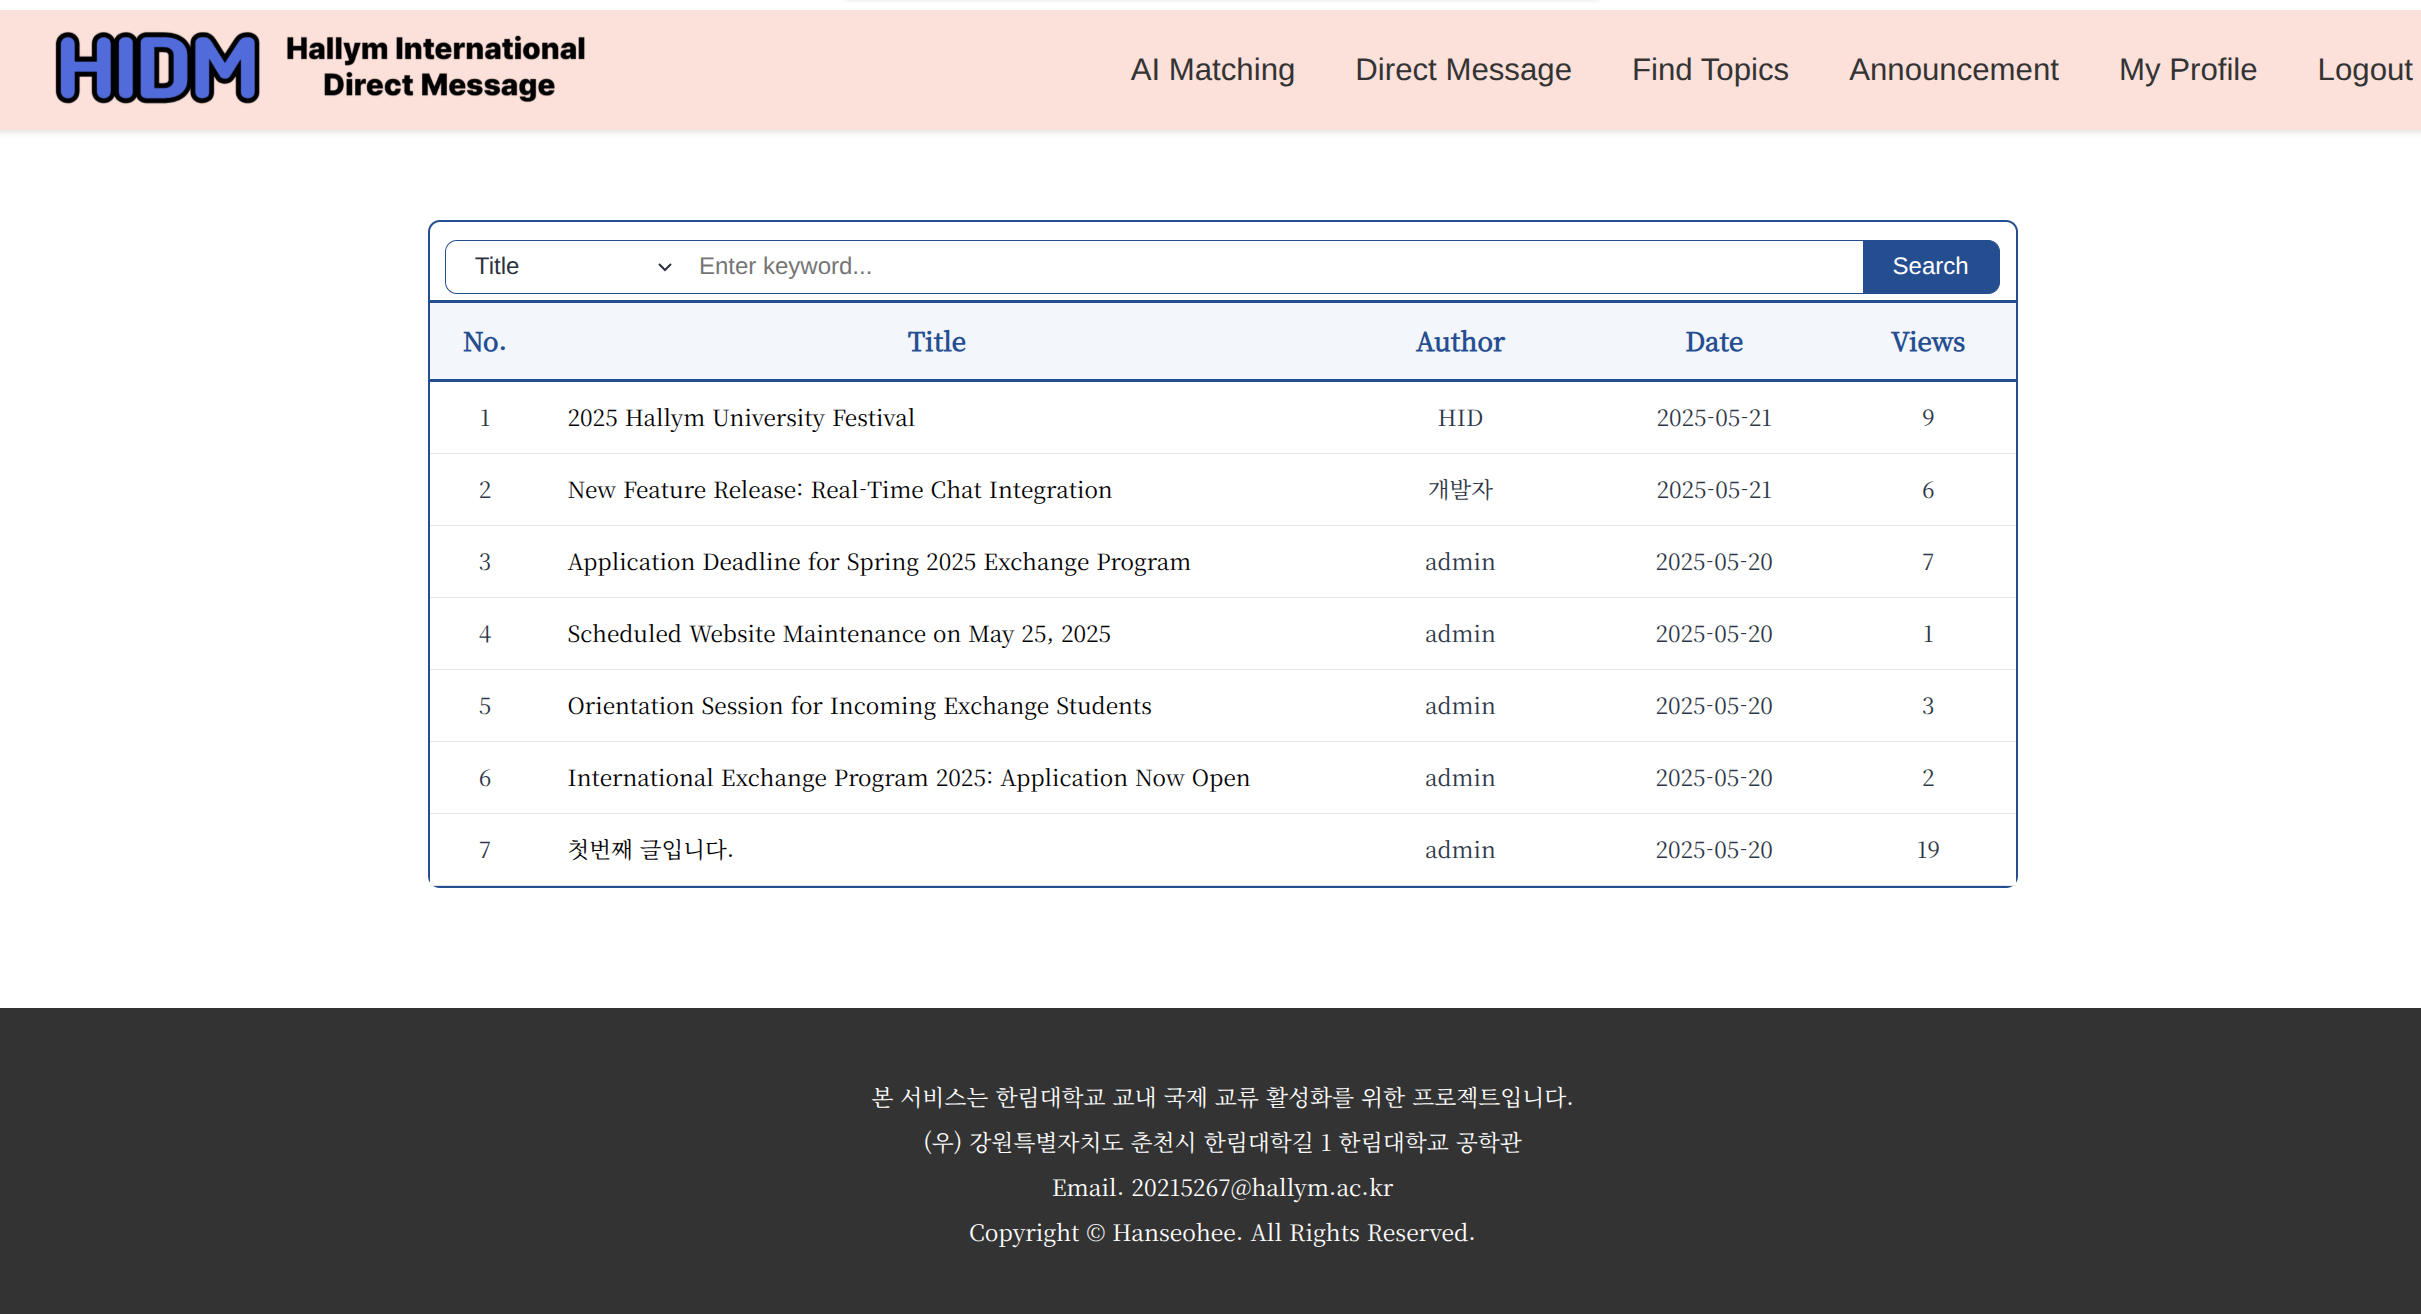 HIDM
Hallym International
Direct Message
AI Matching Direct Message Find Topics Announcement My Profile Logout
Title Enter keyword... Search
No. Title Author Date Views
1 2025 Hallym University Festival HID 2025-05-21 9
2 New Feature Release: Real-Time Chat Integration 개발자 2025-05-21 6
3 Application Deadline for Spring 2025 Exchange Program admin 2025-05-20 7
4 Scheduled Website Maintenance on May 25, 2025 admin 2025-05-20 1
5 Orientation Session for Incoming Exchange Students admin 2025-05-20 3
6 International Exchange Program 2025: Application Now Open admin 2025-05-20 2
7 첫번째 글입니다. admin 2025-05-20 19
본 서비스는 한림대학교 교내 국제 교류 활성화를 위한 프로젝트입니다.
(우) 강원특별자치도 춘천시 한림대학길 1 한림대학교 공학관
Email. 20215267@hallym.ac.kr
Copyright © Hanseohee. All Rights Reserved.